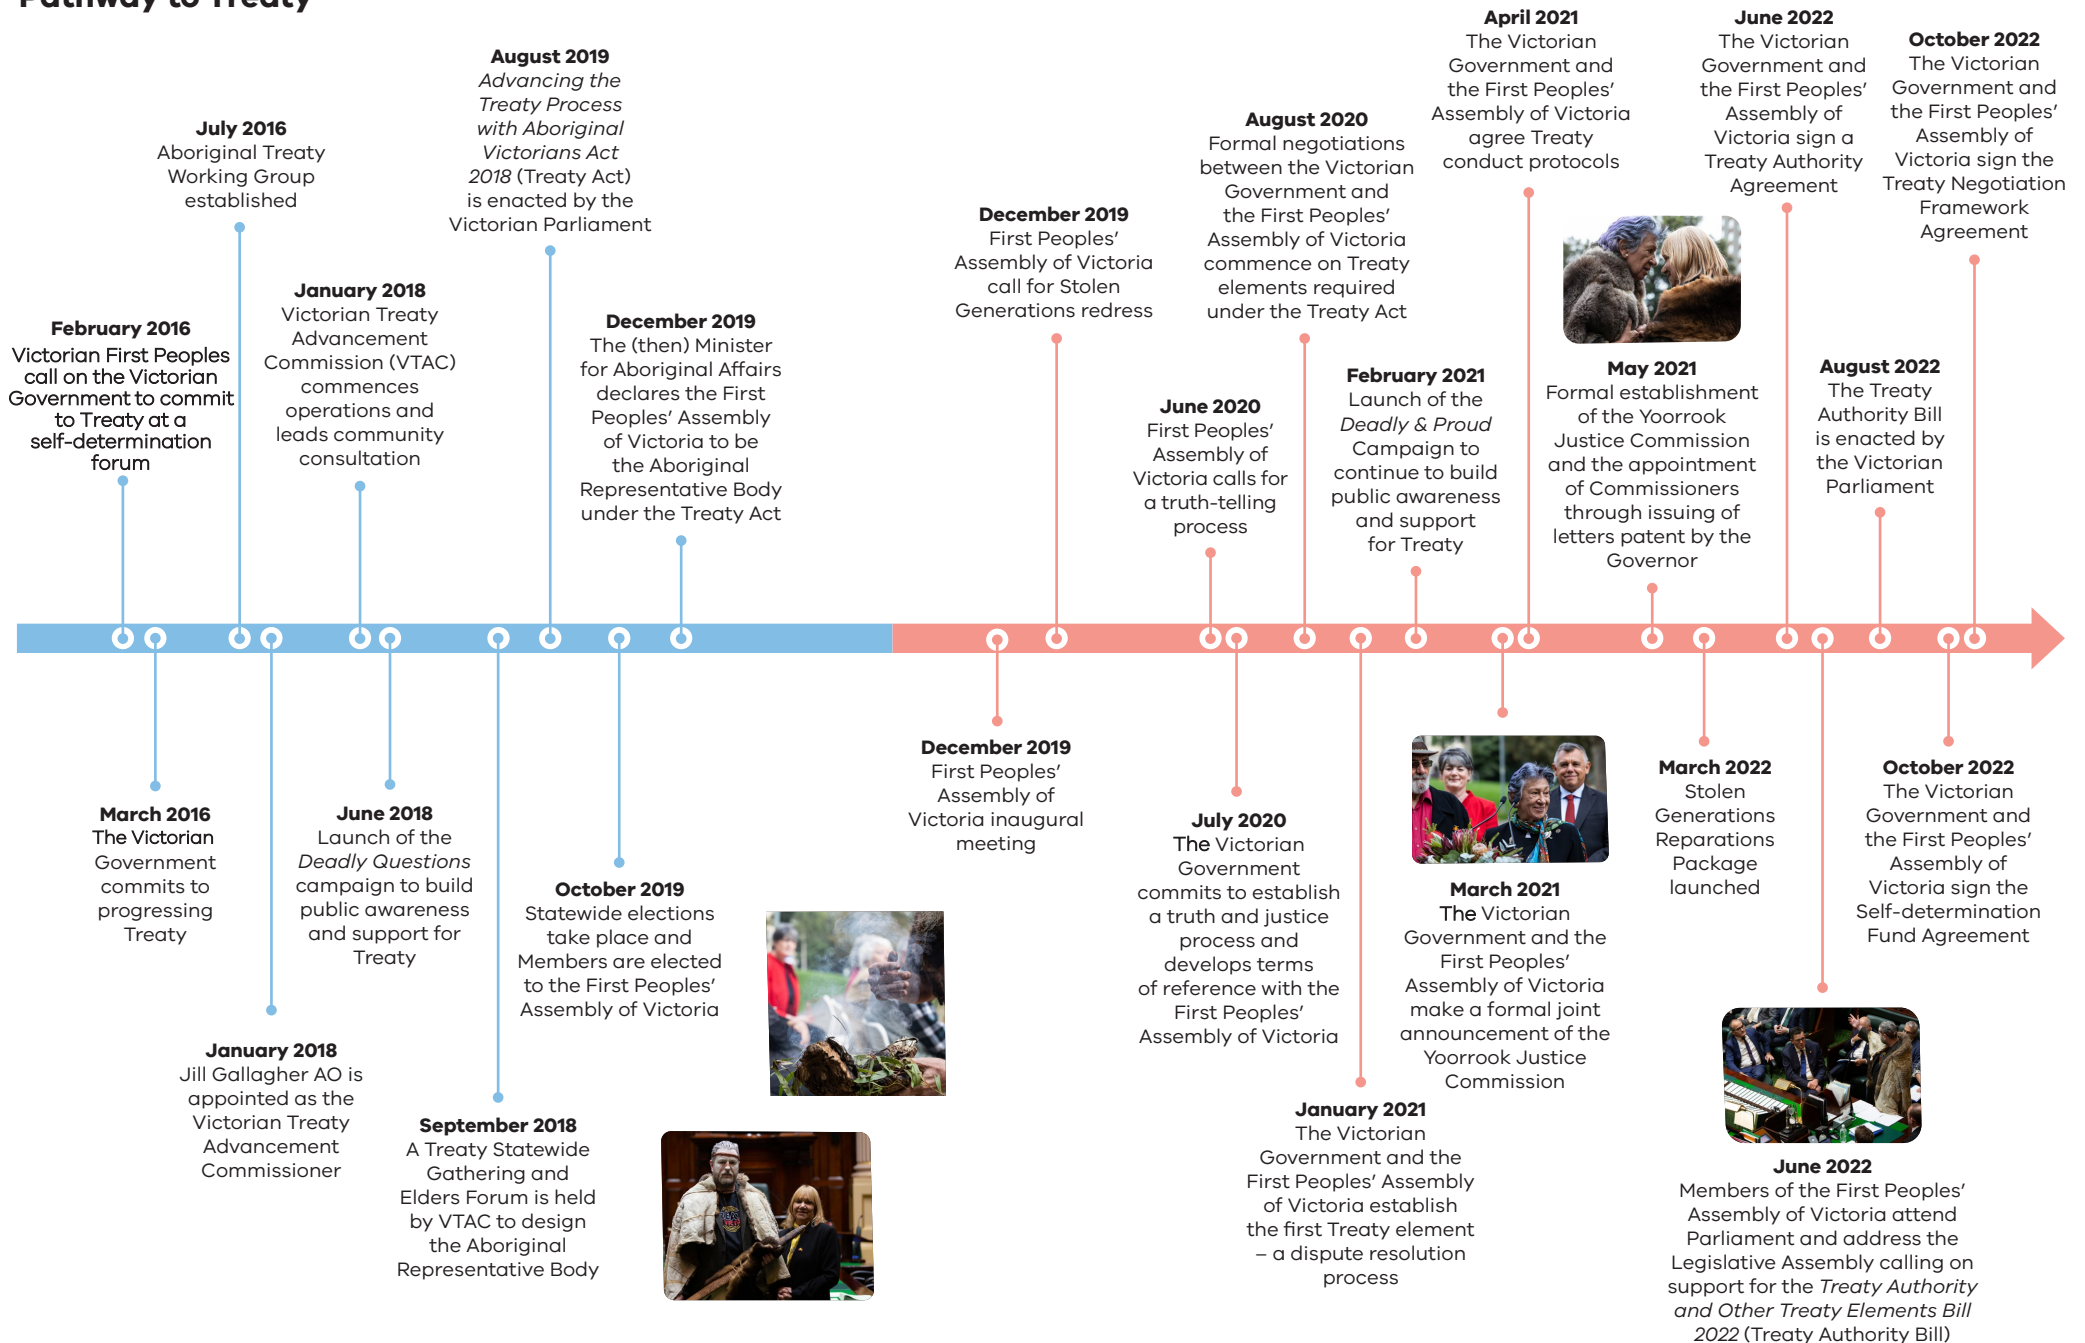 Pathway to Treaty
February 2016
Victorian First Peoples
call on the Victorian
Government to commit
to Treaty at a
self-determination
forum
March 2016
The Victorian
Government
commits to
progressing
Treaty
July 2016
Aboriginal Treaty
Working Group
established
January 2018
Jill Gallagher AO is
appointed as the
Victorian Treaty
Advancement
Commissioner
January 2018
Victorian Treaty
Advancement
Commission (VTAC)
commences
operations and
leads community
consultation
June 2018
Launch of the
Deadly Questions
campaign to build
public awareness
and support for
Treaty
September 2018
A Treaty Statewide
Gathering and
Elders Forum is held
by VTAC to design
the Aboriginal
Representative Body
August 2019
Advancing the
Treaty Process
with Aboriginal
Victorians Act
2018 (Treaty Act)
is enacted by the
Victorian Parliament
October 2019
Statewide elections
take place and
Members are elected
to the First Peoples’
Assembly of Victoria
December 2019
The (then) Minister
for Aboriginal Affairs
declares the First
Peoples’ Assembly
of Victoria to be
the Aboriginal
Representative Body
under the Treaty Act
December 2019
First Peoples’
Assembly of
Victoria inaugural
meeting
December 2019
First Peoples’
Assembly of Victoria
call for Stolen
Generations redress
June 2020
First Peoples’
Assembly of
Victoria calls for
a truth-telling
process
July 2020
The Victorian
Government
commits to establish
a truth and justice
process and
develops terms
of reference with the
First Peoples’
Assembly of Victoria
August 2020
Formal negotiations
between the Victorian
Government and
the First Peoples’
Assembly of Victoria
commence on Treaty
elements required
under the Treaty Act
January 2021
The Victorian
Government and the
First Peoples’ Assembly
of Victoria establish
the first Treaty element
– a dispute resolution
process
February 2021
Launch of the
Deadly & Proud
Campaign to
continue to build
public awareness
and support
for Treaty
March 2021
The Victorian
Government and the
First Peoples’
Assembly of Victoria
make a formal joint
announcement of the
Yoorrook Justice
Commission
April 2021
The Victorian
Government and
the First Peoples’
Assembly of Victoria
agree Treaty
conduct protocols
May 2021
Formal establishment
of the Yoorrook
Justice Commission
and the appointment
of Commissioners
through issuing of
letters patent by the
Governor
March 2022
Stolen
Generations
Reparations
Package
launched
June 2022
The Victorian
Government and
the First Peoples’
Assembly of
Victoria sign a
Treaty Authority
Agreement
June 2022
Members of the First Peoples’
Assembly of Victoria attend
Parliament and address the
Legislative Assembly calling on
support for the Treaty Authority
and Other Treaty Elements Bill
2022 (Treaty Authority Bill)
August 2022
The Treaty
Authority Bill
is enacted by
the Victorian
Parliament
October 2022
The Victorian
Government and
the First Peoples’
Assembly of
Victoria sign the
Self-determination
Fund Agreement
October 2022
The Victorian
Government and
the First Peoples’
Assembly of
Victoria sign the
Treaty Negotiation
Framework
Agreement